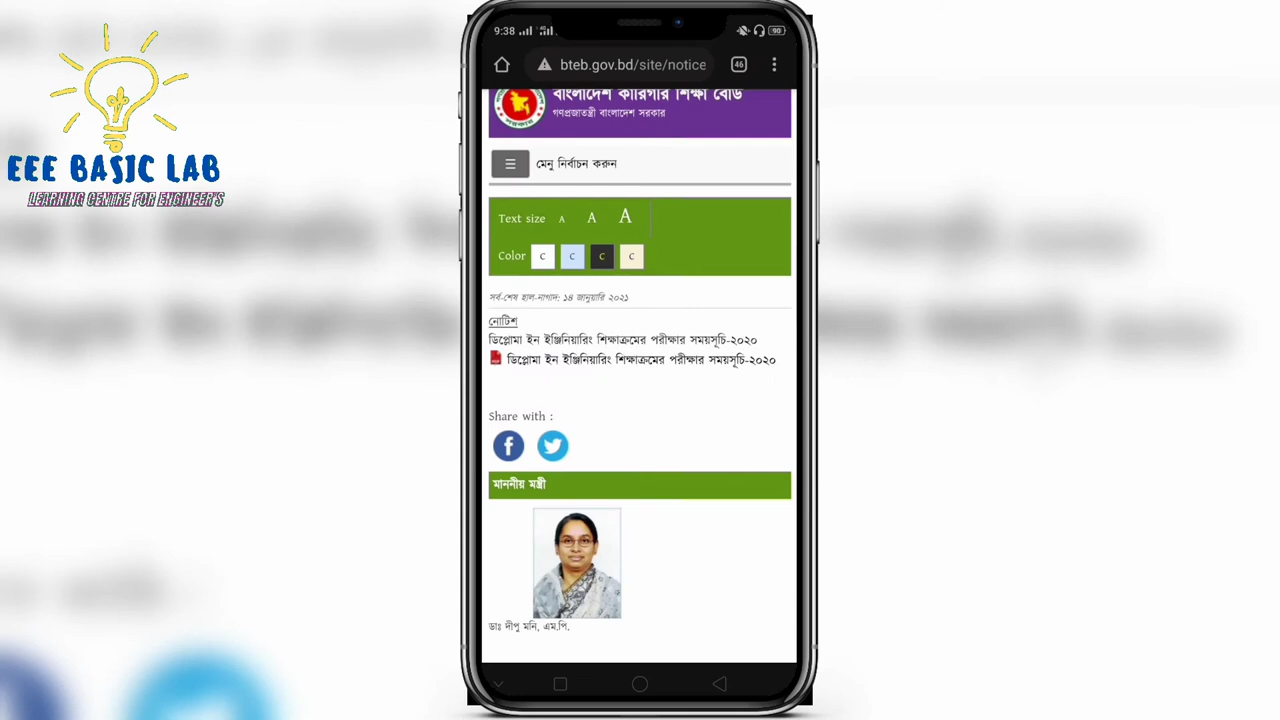 EEE BASIC LAB
LEARNING CENTRE FOR ENGINEER'S
9:38
4G
90
bteb.gov.bd/site/notice
46
বাংলাদেশ কারিগরি শিক্ষা বোর্ড
গণপ্রজাতন্ত্রী বাংলাদেশ সরকার
মেনু নির্বাচন করুন
Text size A A A
Color C C C C
সর্ব-শেষ হাল-নাগাদ: ১৪ জানুয়ারি ২০২১
নোটিশ
ডিপ্লোমা ইন ইঞ্জিনিয়ারিং শিক্ষাক্রমের পরীক্ষার সময়সূচি-২০২০
ডিপ্লোমা ইন ইঞ্জিনিয়ারিং শিক্ষাক্রমের পরীক্ষার সময়সূচি-২০২০
Share with :
মাননীয় মন্ত্রী
ডাঃ দীপু মনি, এম.পি.